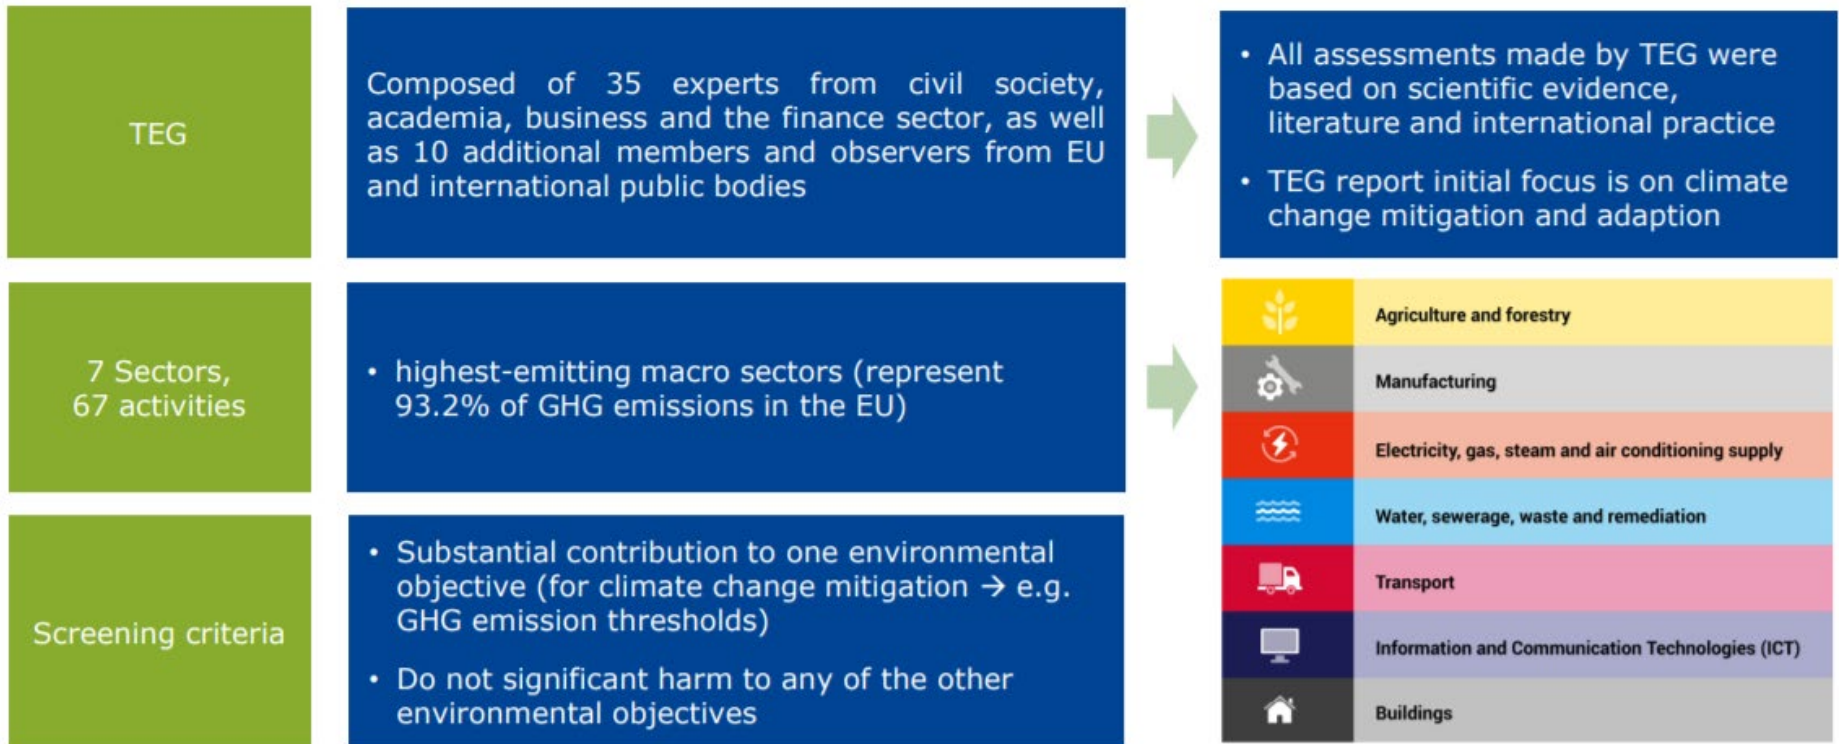 TEG
Composed of 35 experts from civil society,
academia, business and the finance sector, as well
as 10 additional members and observers from EU
and international public bodies
• All assessments made by TEG were
based on scientific evidence,
literature and international practice
• TEG report initial focus is on climate
change mitigation and adaption
7 Sectors,
67 activities
• highest-emitting macro sectors (represent
93.2% of GHG emissions in the EU)
Agriculture and forestry
Manufacturing
Electricity, gas, steam and air conditioning supply
Water, sewerage, waste and remediation
Transport
Information and Communication Technologies (ICT)
Buildings
Screening criteria
• Substantial contribution to one environmental
objective (for climate change mitigation → e.g.
GHG emission thresholds)
• Do not significant harm to any of the other
environmental objectives